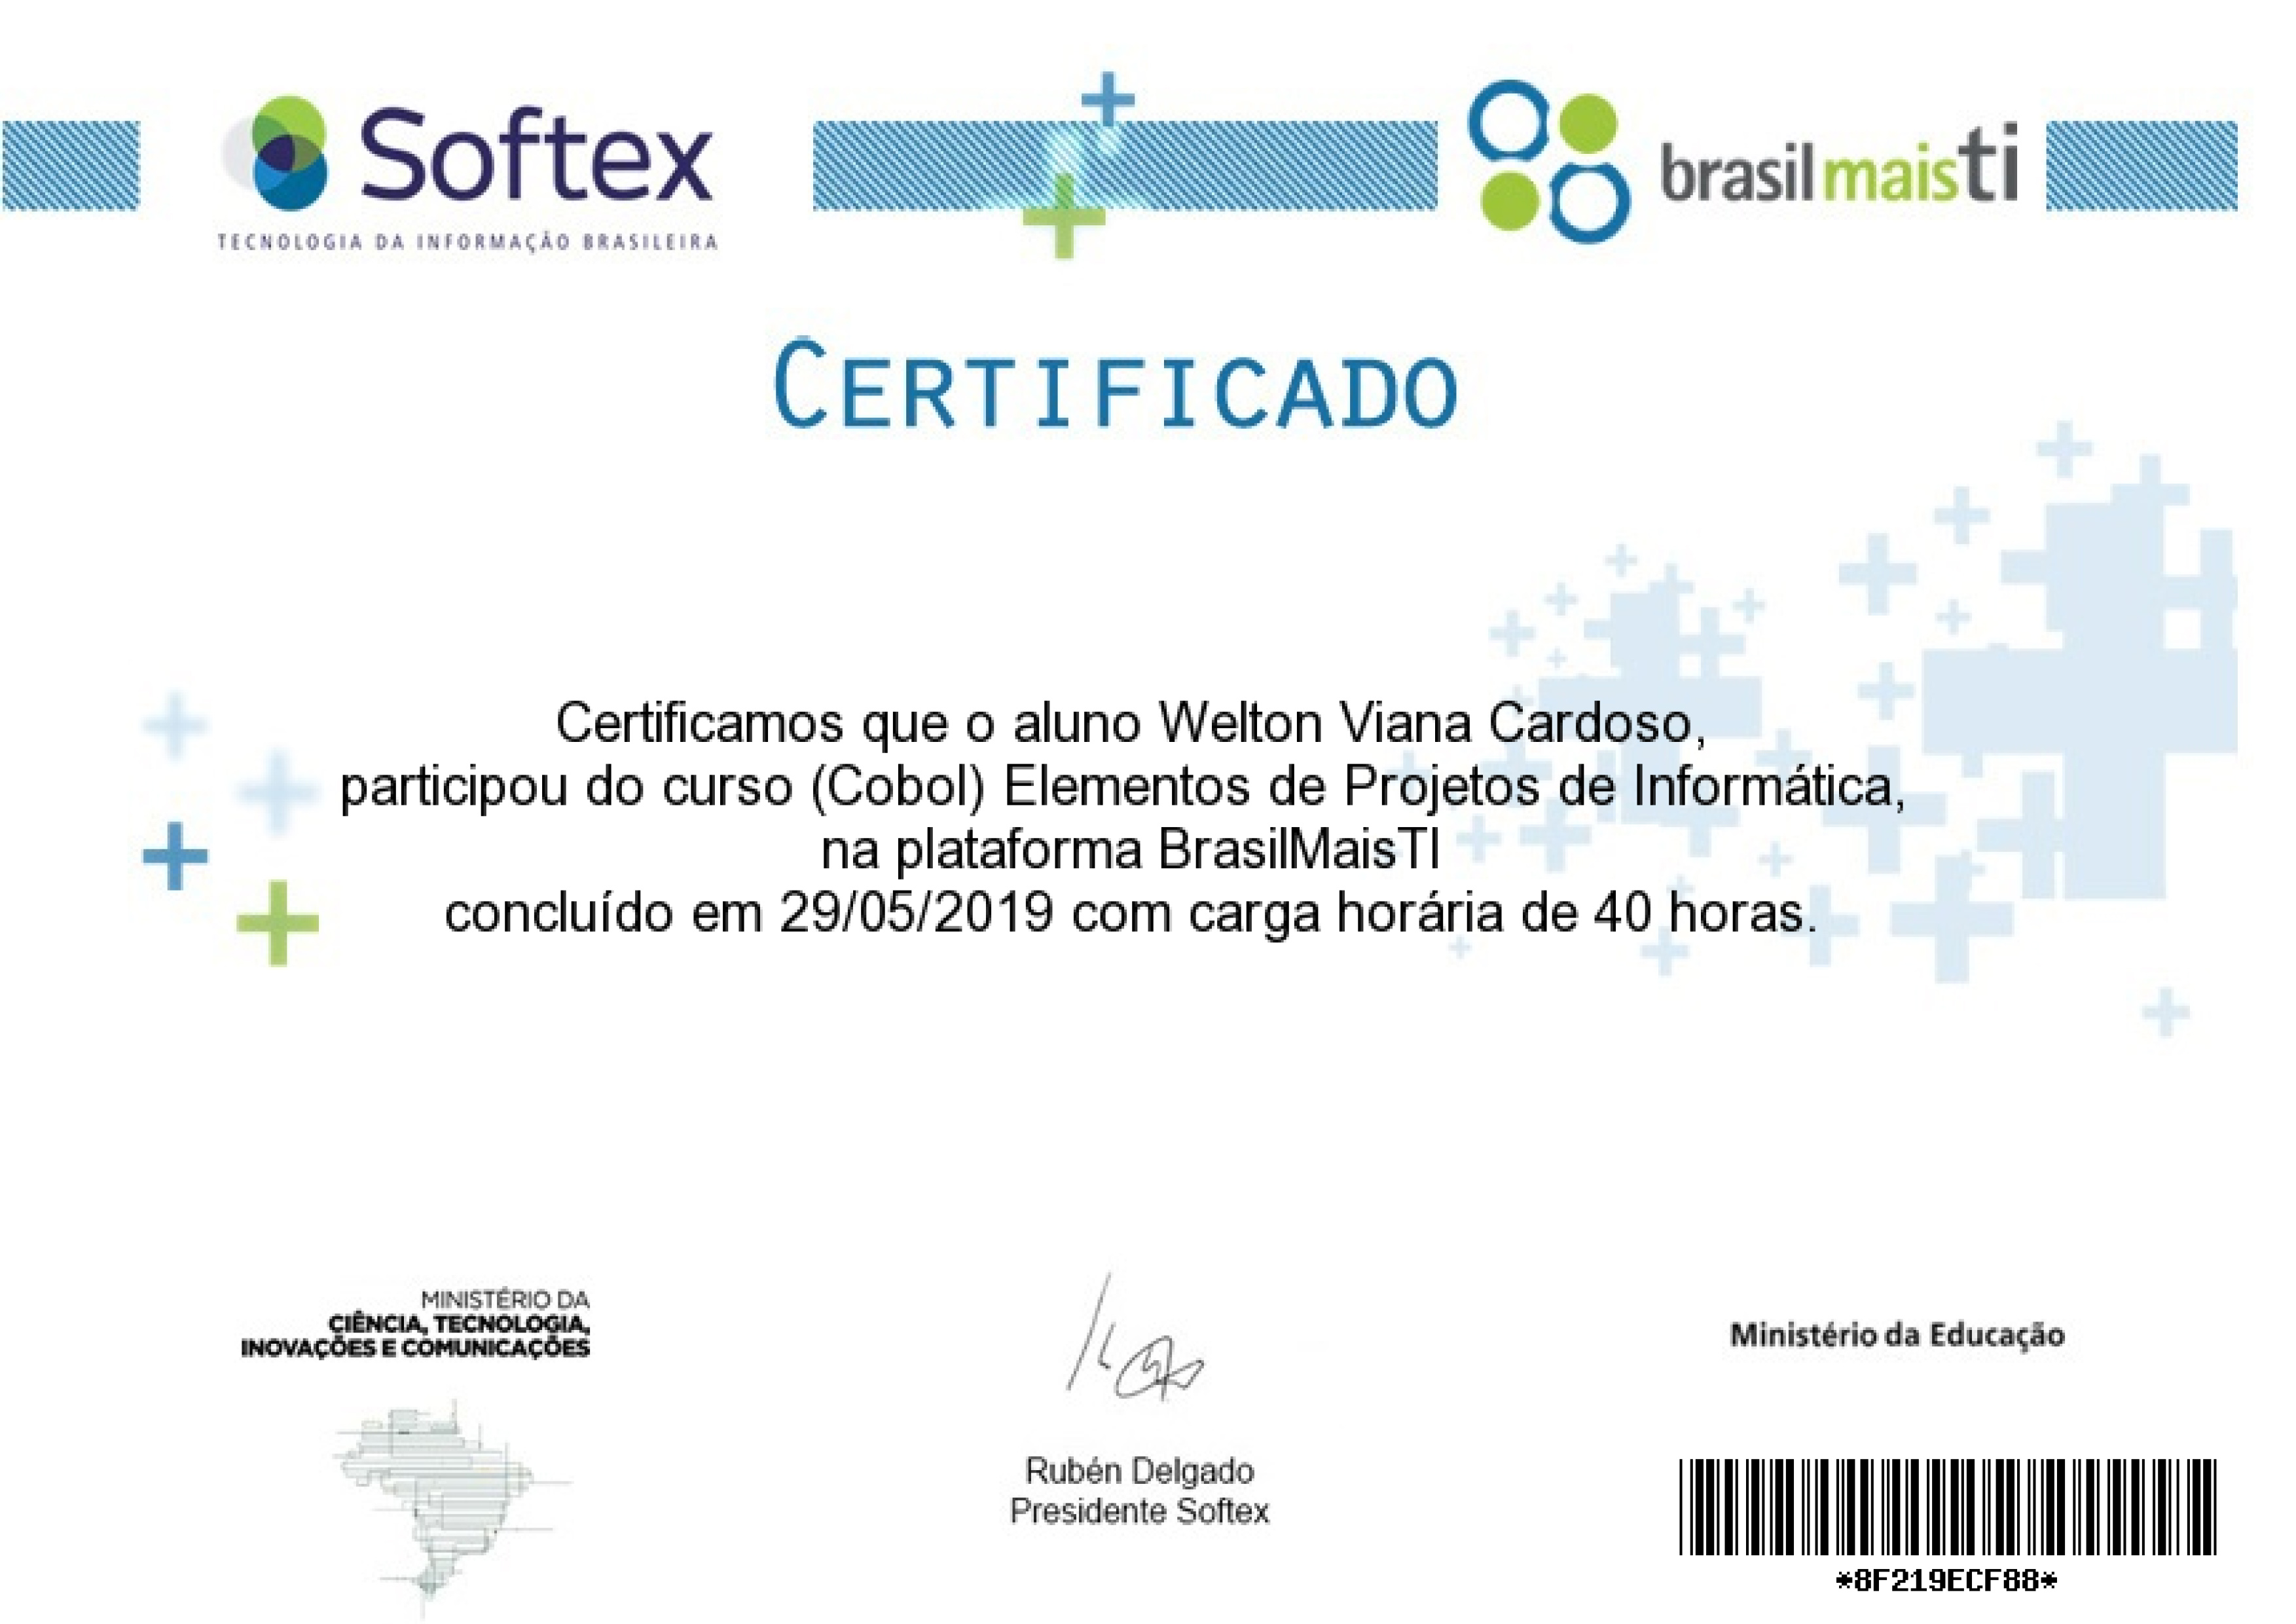 Softex
TECNOLOGIA DA INFORMAÇÃO BRASILEIRA
brasilmaisti
CERTIFICADO
Certificamos que o aluno Welton Viana Cardoso,
participou do curso (Cobol) Elementos de Projetos de Informática,
na plataforma BrasilMaisTI
concluído em 29/05/2019 com carga horária de 40 horas.
MINISTÉRIO DA
CIÊNCIA, TECNOLOGIA,
INOVAÇÕES E COMUNICAÇÕES
Rubén Delgado
Presidente Softex
Ministério da Educação
*8F219ECF88*